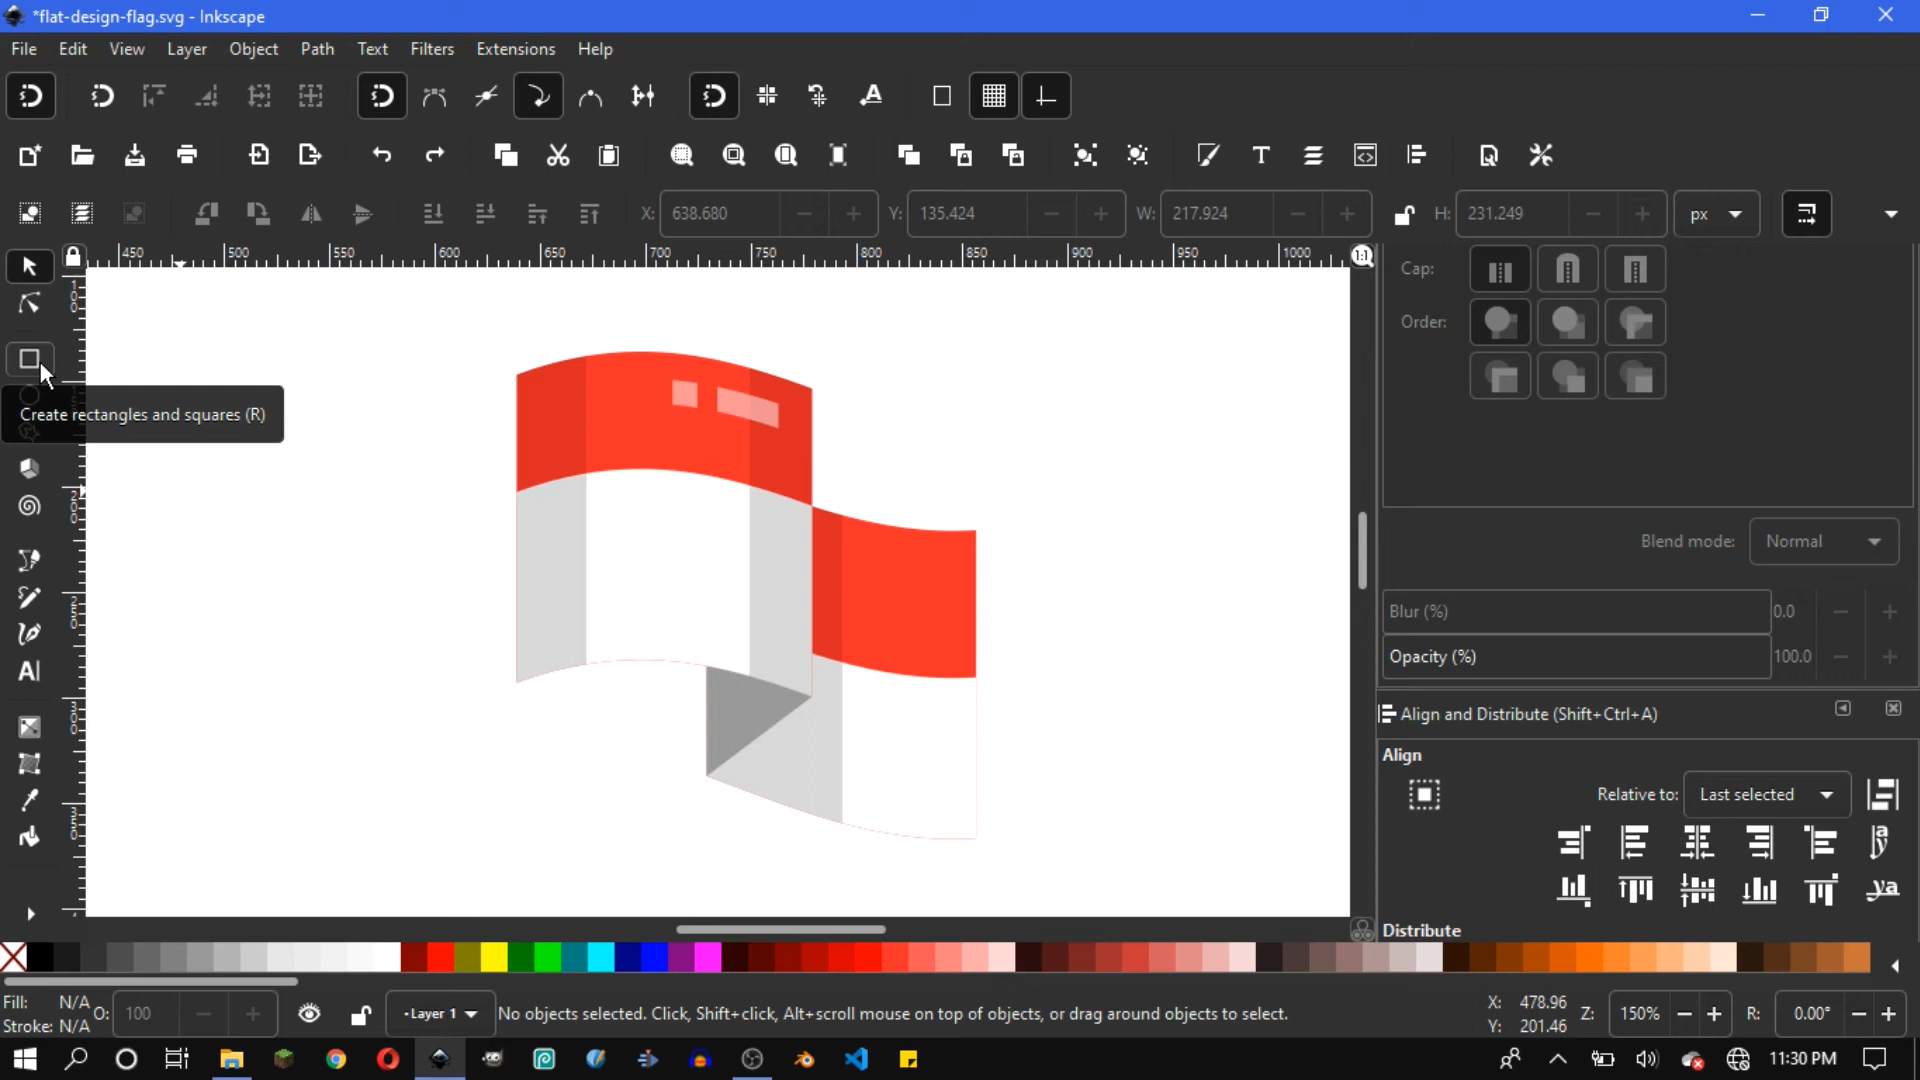 *flat-design-flag.svg - Inkscape
File Edit View Layer Object Path Text Filters Extensions Help
X: 638.680 Y: 135.424 W: 217.924 H: 231.249 px
450 500 550 600 650 700 750 800 850 900 950 1000
1:1
Cap:
Order:
Create rectangles and squares (R)
Blend mode: Normal
Blur (%) 0.0
Opacity (%) 100.0
Align and Distribute (Shift+Ctrl+A)
Align
Relative to: Last selected
Distribute
Fill: N/A O: 100
Stroke: N/A
-Layer 1
No objects selected. Click, Shift+click, Alt+scroll mouse on top of objects, or drag around objects to select.
X: 478.96 Z: 150% R: 0.00°
Y: 201.46
11:30 PM